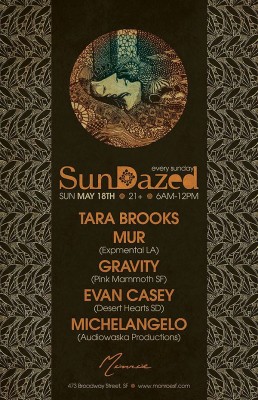 every sunday
SunDazed
SUN MAY 18TH 21+ 6AM-12PM
TARA BROOKS
MUR
(Expmental LA)
GRAVITY
(Pink Mammoth SF)
EVAN CASEY
(Desert Hearts SD)
MICHELANGELO
(Audiowaska Productions)
Monroe
473 Broadway Street, SF www.monroesf.com